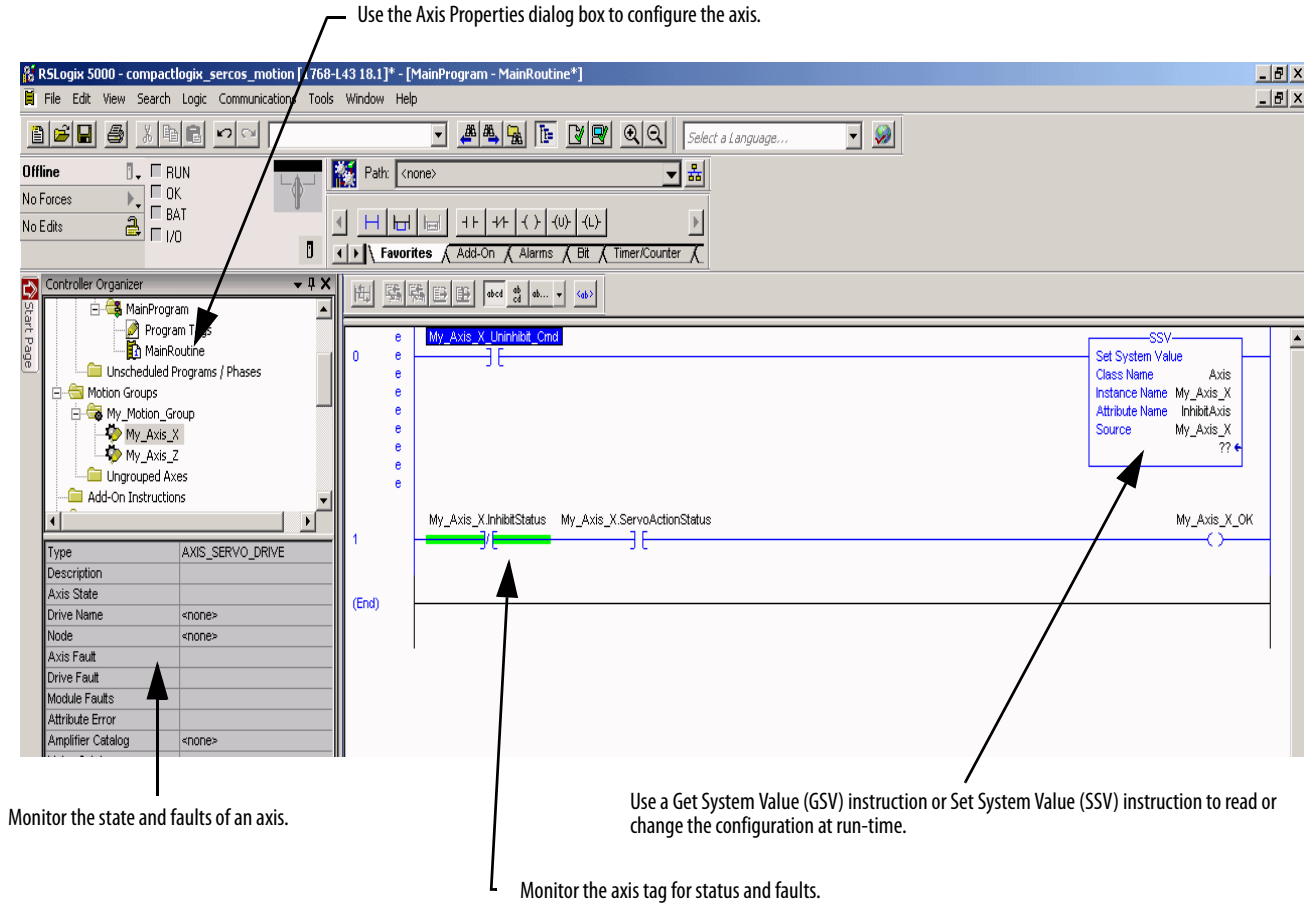 Use the Axis Properties dialog box to configure the axis.
RSLogix 5000 - compactlogix_sercos_motion [1768-L43 18.1]* - [MainProgram - MainRoutine*]
File Edit View Search Logic Communications Tools Window Help
Select a Language...
Offline
RUN
Path: <none>
No Forces
OK
BAT
No Edits
I/O
Favorites Add-On Alarms Bit Timer/Counter
Start Page
Controller Organizer
abcd ab cd ab... <ab>
MainProgram
Program Tags
MainRoutine
Unscheduled Programs / Phases
Motion Groups
My_Motion_Group
My_Axis_X
My_Axis_Z
Ungrouped Axes
Add-On Instructions
Type AXIS_SERVO_DRIVE
Description
Axis State
Drive Name <none>
Node <none>
Axis Fault
Drive Fault
Module Faults
Attribute Error
Amplifier Catalog <none>
0
e
e
e
e
e
e
e
e
e
My_Axis_X_Uninhibit_Cmd
SSV
Set System Value
Class Name Axis
Instance Name My_Axis_X
Attribute Name InhibitAxis
Source My_Axis_X
??
1
My_Axis_X.InhibitStatus My_Axis_X.ServoActionStatus My_Axis_X_OK
(End)
Monitor the state and faults of an axis.
Use a Get System Value (GSV) instruction or Set System Value (SSV) instruction to read or
change the configuration at run-time.
Monitor the axis tag for status and faults.